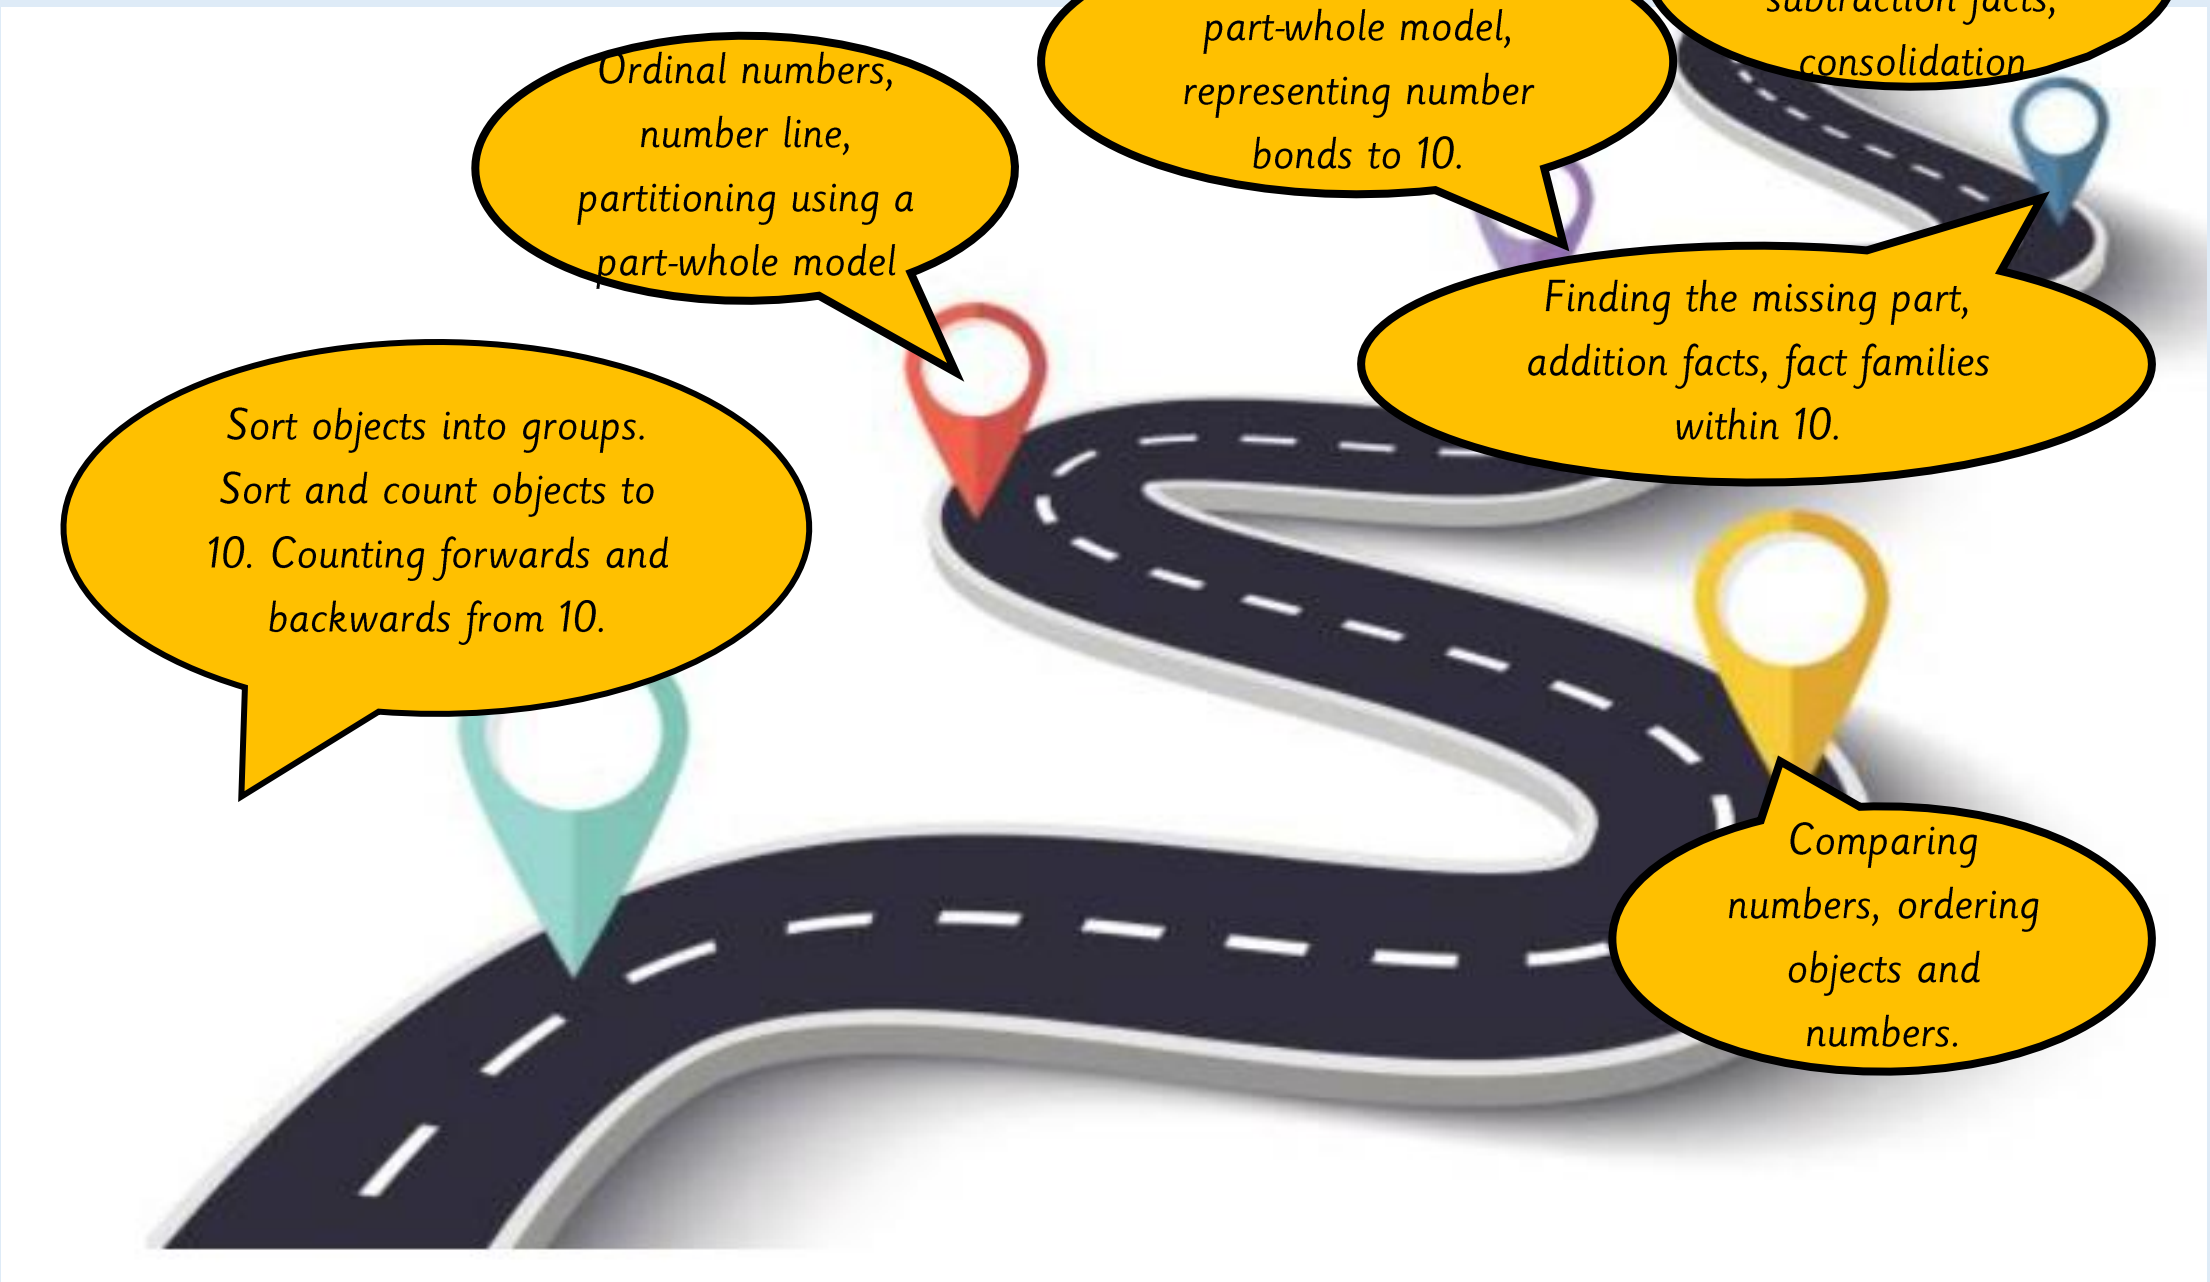 subtraction facts,
consolidation
part-whole model,
representing number
bonds to 10.
Ordinal numbers,
number line,
partitioning using a
part-whole model
Finding the missing part,
addition facts, fact families
within 10.
Sort objects into groups.
Sort and count objects to
10. Counting forwards and
backwards from 10.
Comparing
numbers, ordering
objects and
numbers.